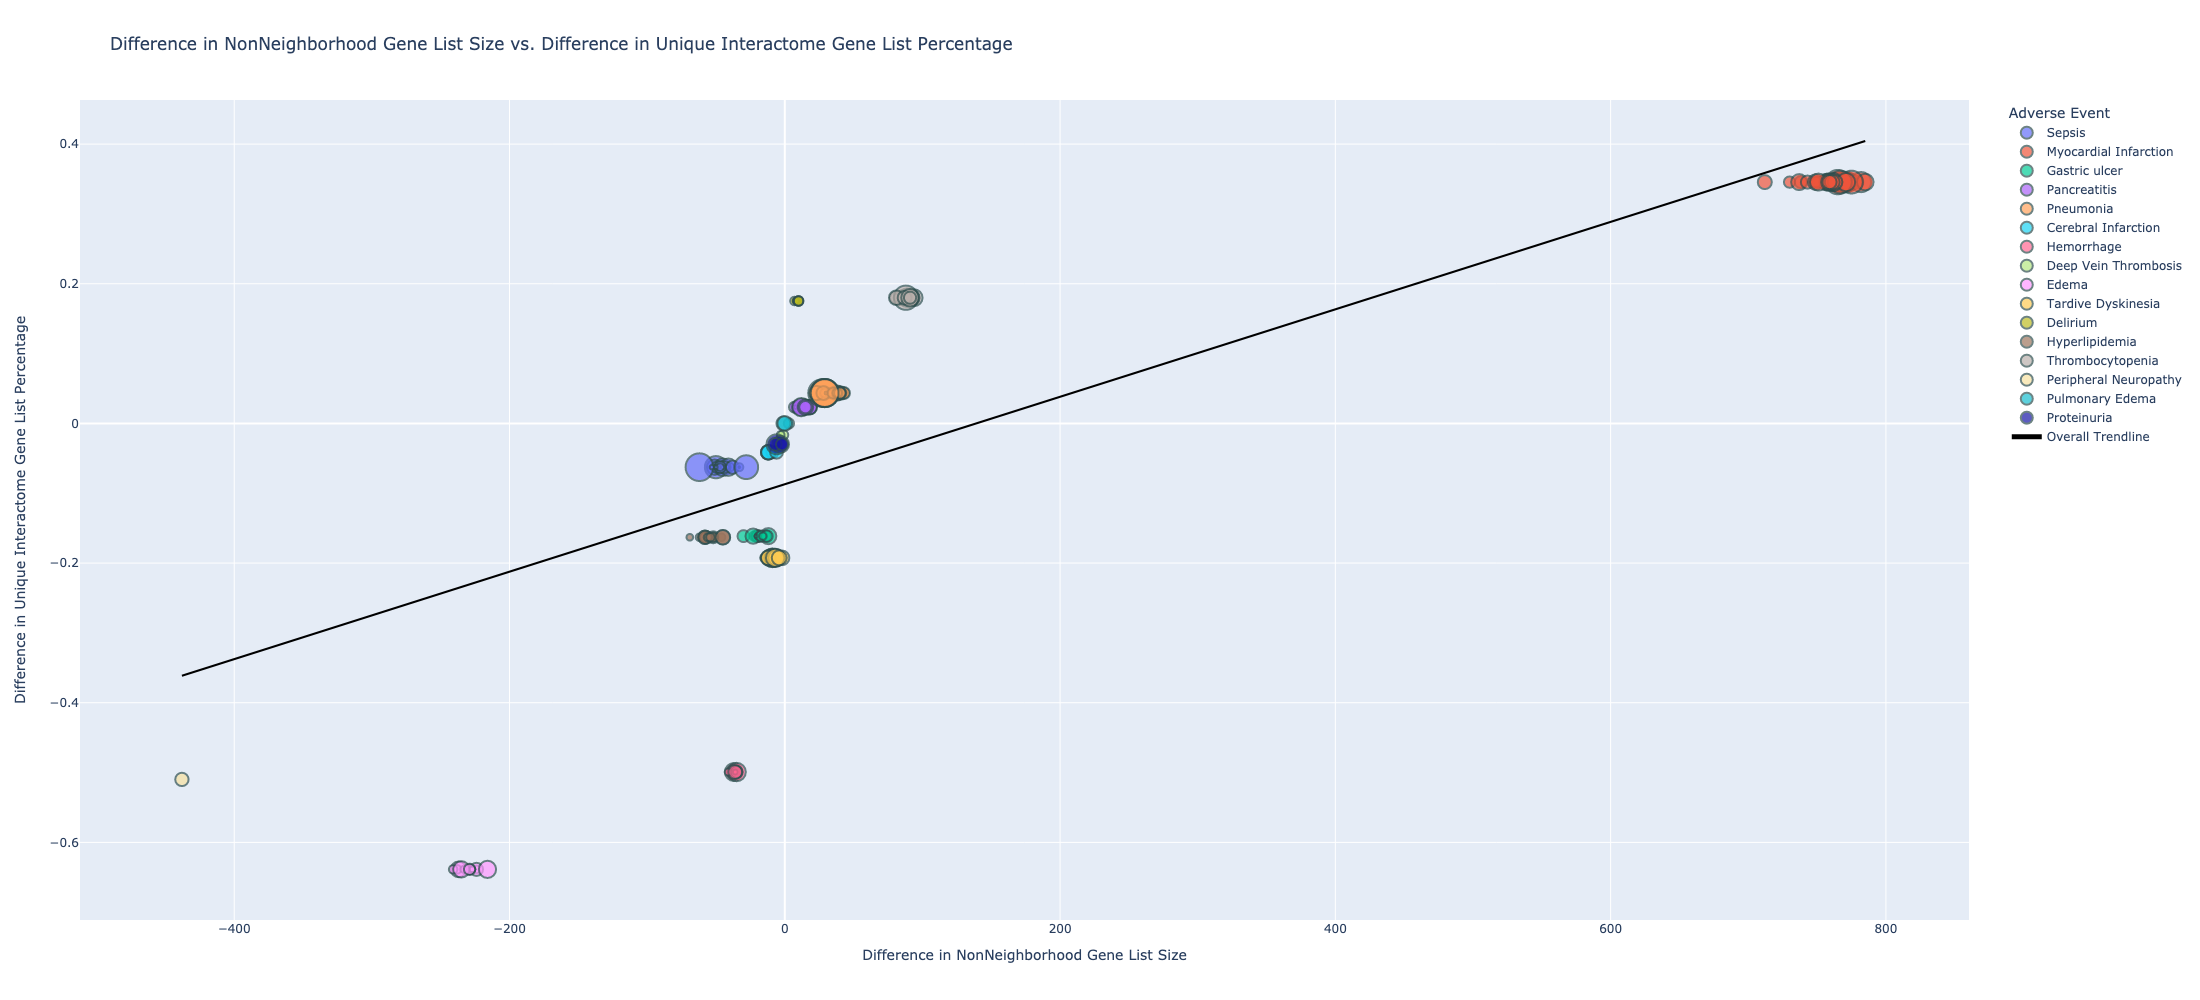 Difference in NonNeighborhood Gene List Size vs. Difference in Unique Interactome Gene List Percentage
Difference in Unique Interactome Gene List Percentage
0.4
0.2
0
−0.2
−0.4
−0.6
−400
−200
0
200
400
600
800
Difference in NonNeighborhood Gene List Size
Adverse Event
Sepsis
Myocardial Infarction
Gastric ulcer
Pancreatitis
Pneumonia
Cerebral Infarction
Hemorrhage
Deep Vein Thrombosis
Edema
Tardive Dyskinesia
Delirium
Hyperlipidemia
Thrombocytopenia
Peripheral Neuropathy
Pulmonary Edema
Proteinuria
Overall Trendline